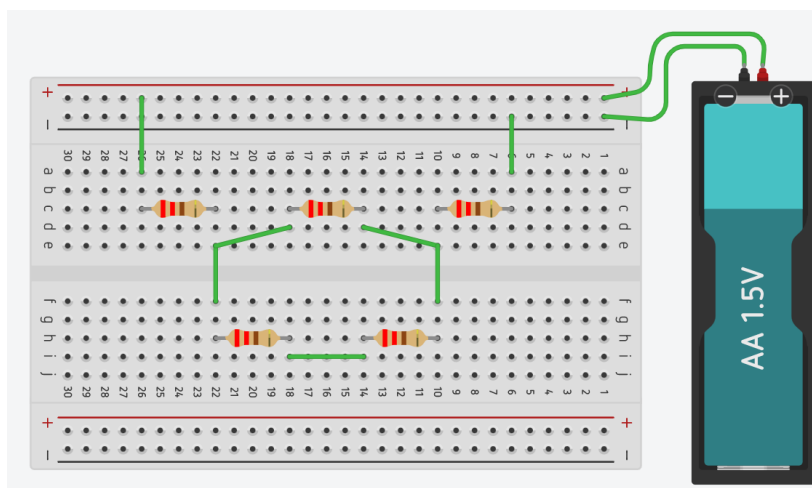 + +
− −
30 29 28 27 26 25 24 23 22 21 20 19 18 17 16 15 14 13 12 11 10 9 8 7 6 5 4 3 2 1
a a
b b
c c
d d
e e
f f
g g
h h
i i
j j
30 29 28 27 26 25 24 23 22 21 20 19 18 17 16 15 14 13 12 11 10 9 8 7 6 5 4 3 2 1
+ +
− −
− +
AA 1.5V